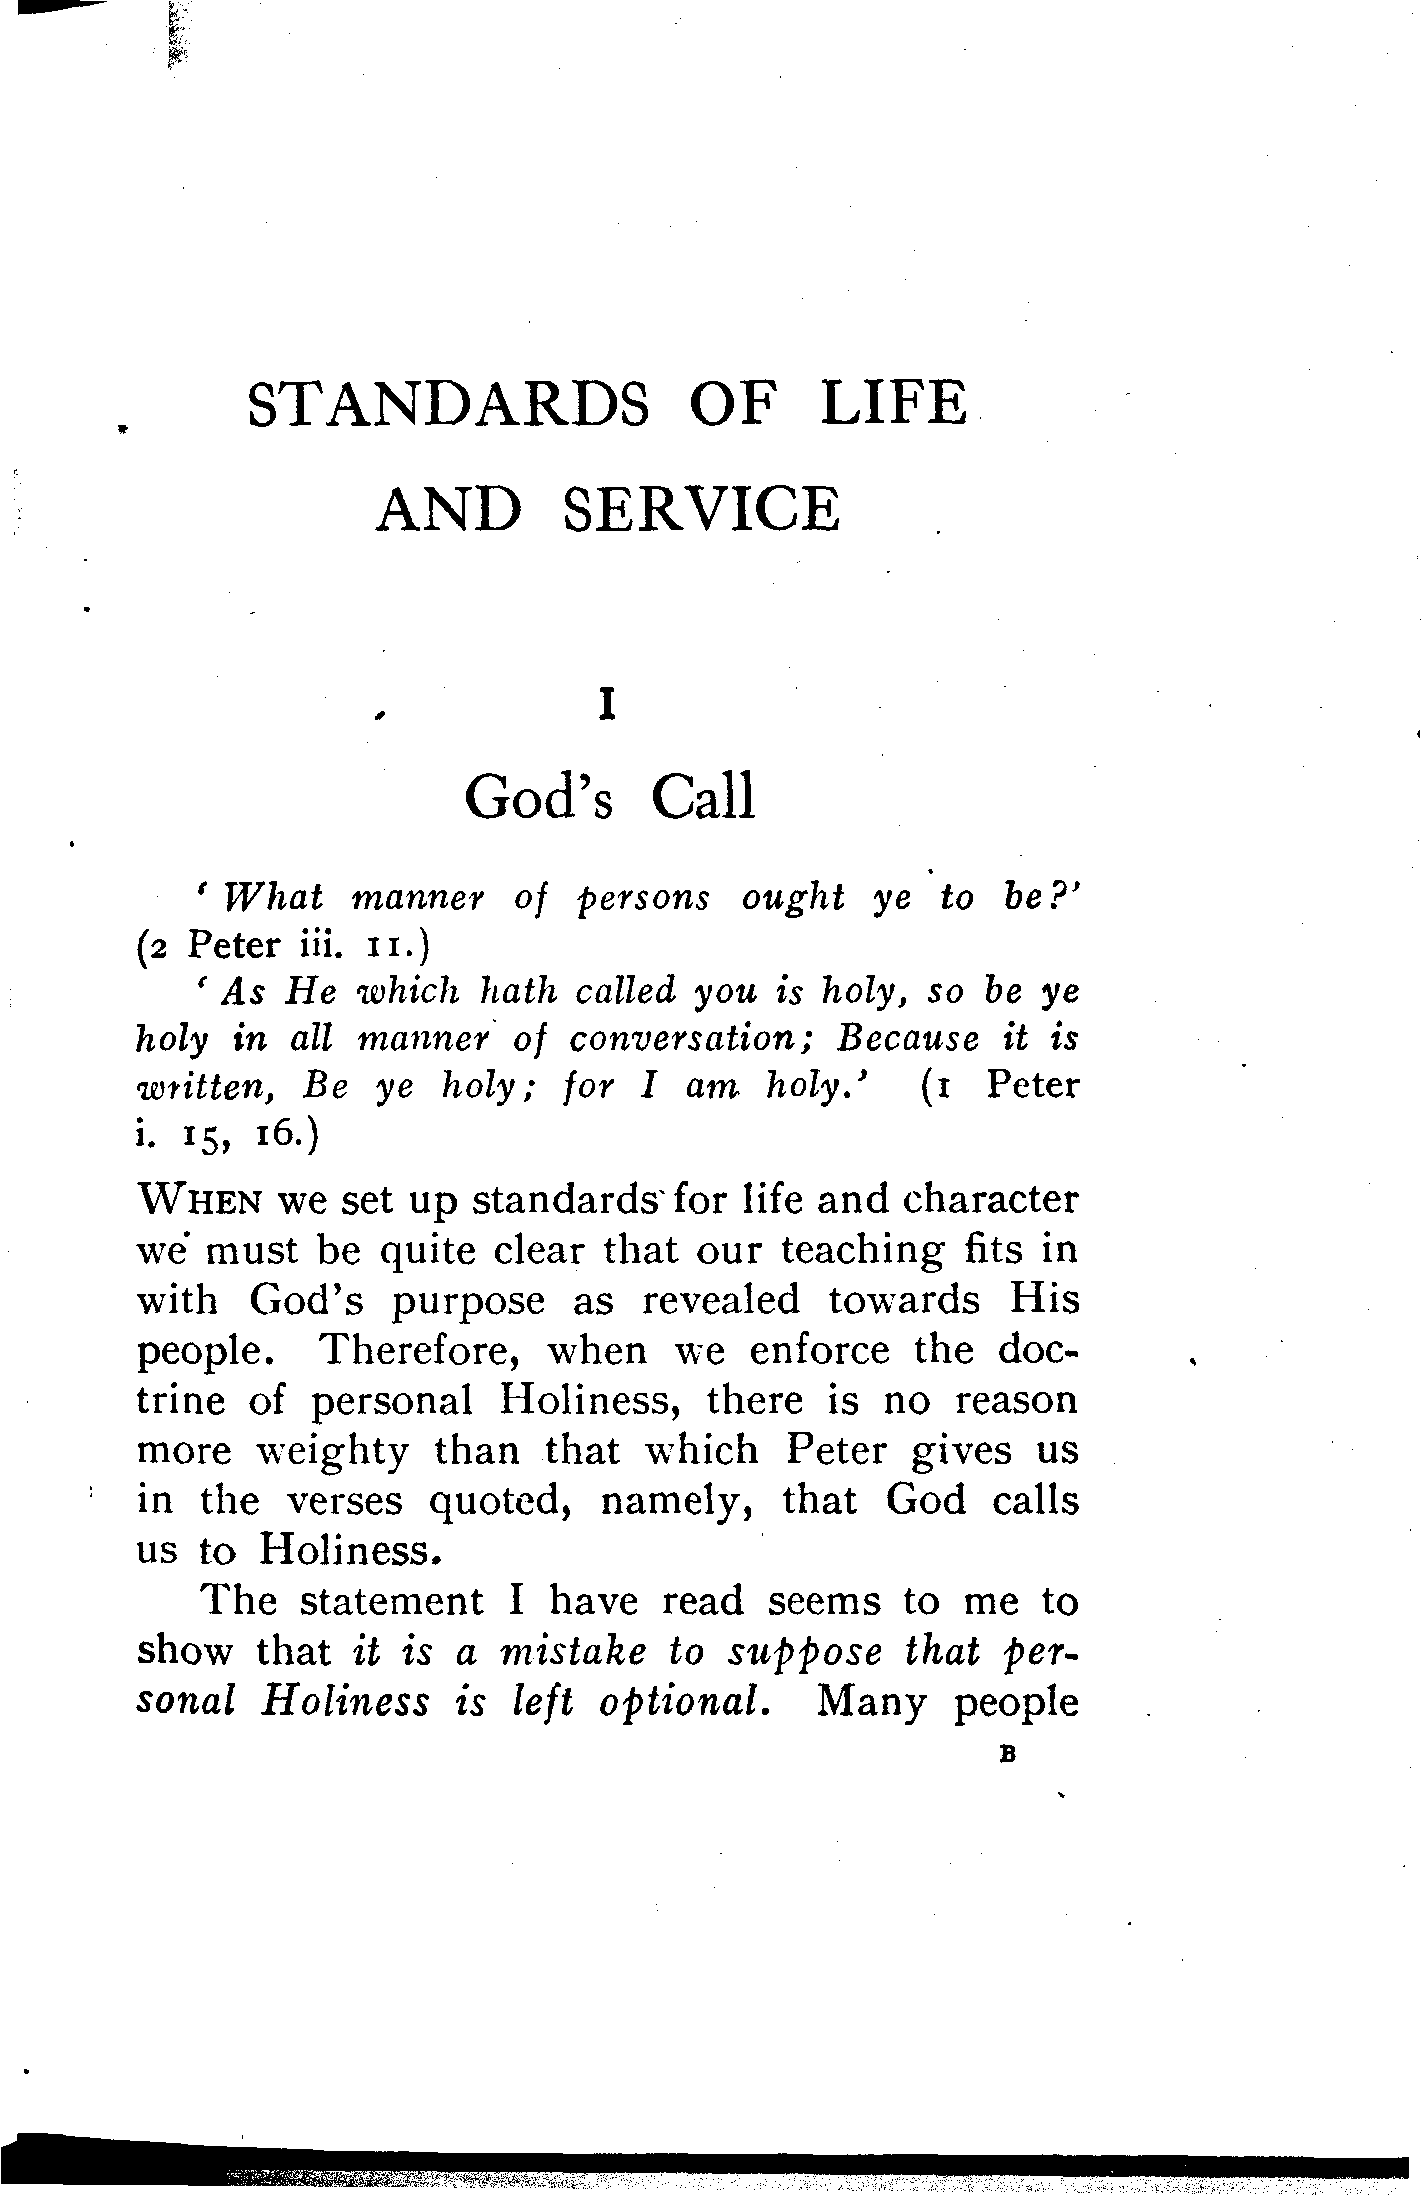 STANDARDS OF LIFE
AND SERVICE
I
God's Call
‘ What manner of persons ought ye to be?’
(2 Peter iii. 11.)
‘ As He which hath called you is holy, so be ye
holy in all manner of conversation; Because it is
written, Be ye holy; for I am holy.’ (1 Peter
i. 15, 16.)
WHEN we set up standards for life and character
we must be quite clear that our teaching fits in
with God's purpose as revealed towards His
people. Therefore, when we enforce the doc-
trine of personal Holiness, there is no reason
more weighty than that which Peter gives us
in the verses quoted, namely, that God calls
us to Holiness.
The statement I have read seems to me to
show that it is a mistake to suppose that per-
sonal Holiness is left optional. Many people
B